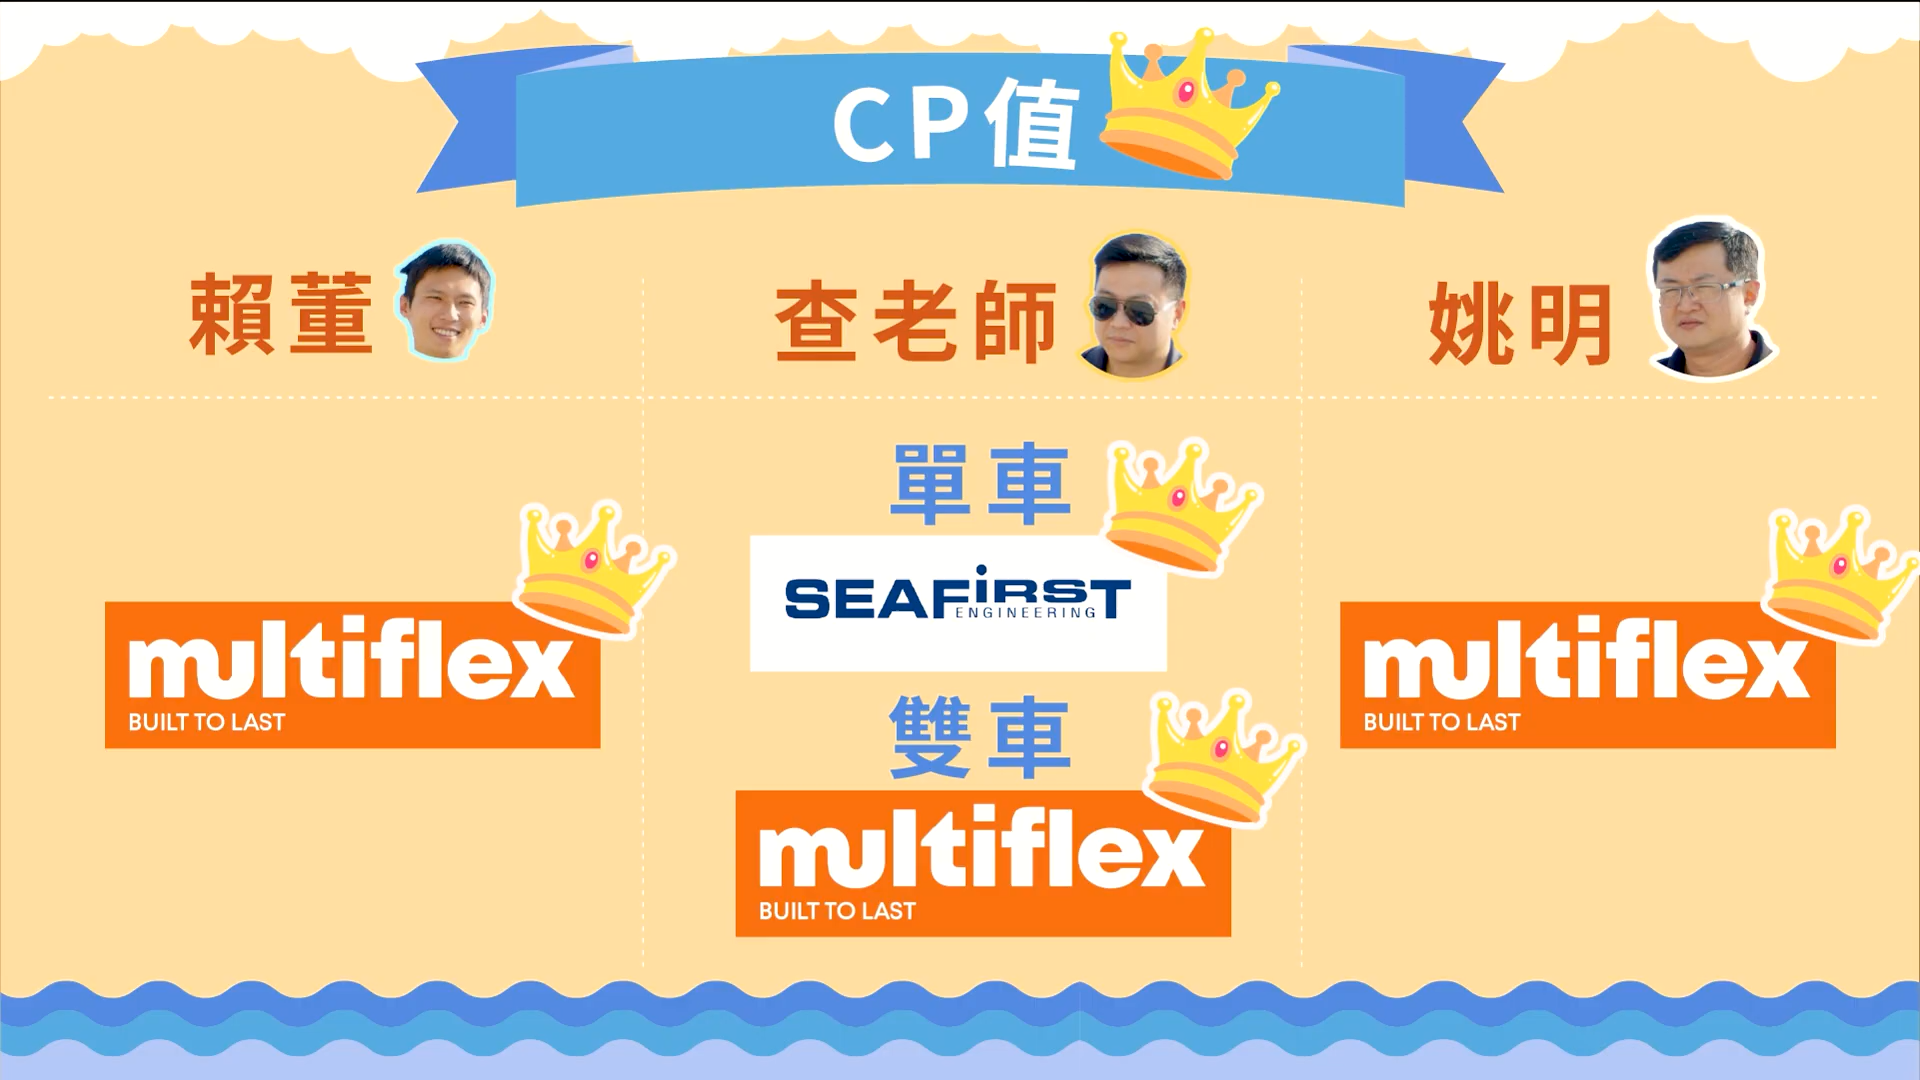 CP值
賴董
查老師
姚明
multiflex
BUILT TO LAST
單車
SEAFiRST
ENGINEERING
雙車
multiflex
BUILT TO LAST
multiflex
BUILT TO LAST